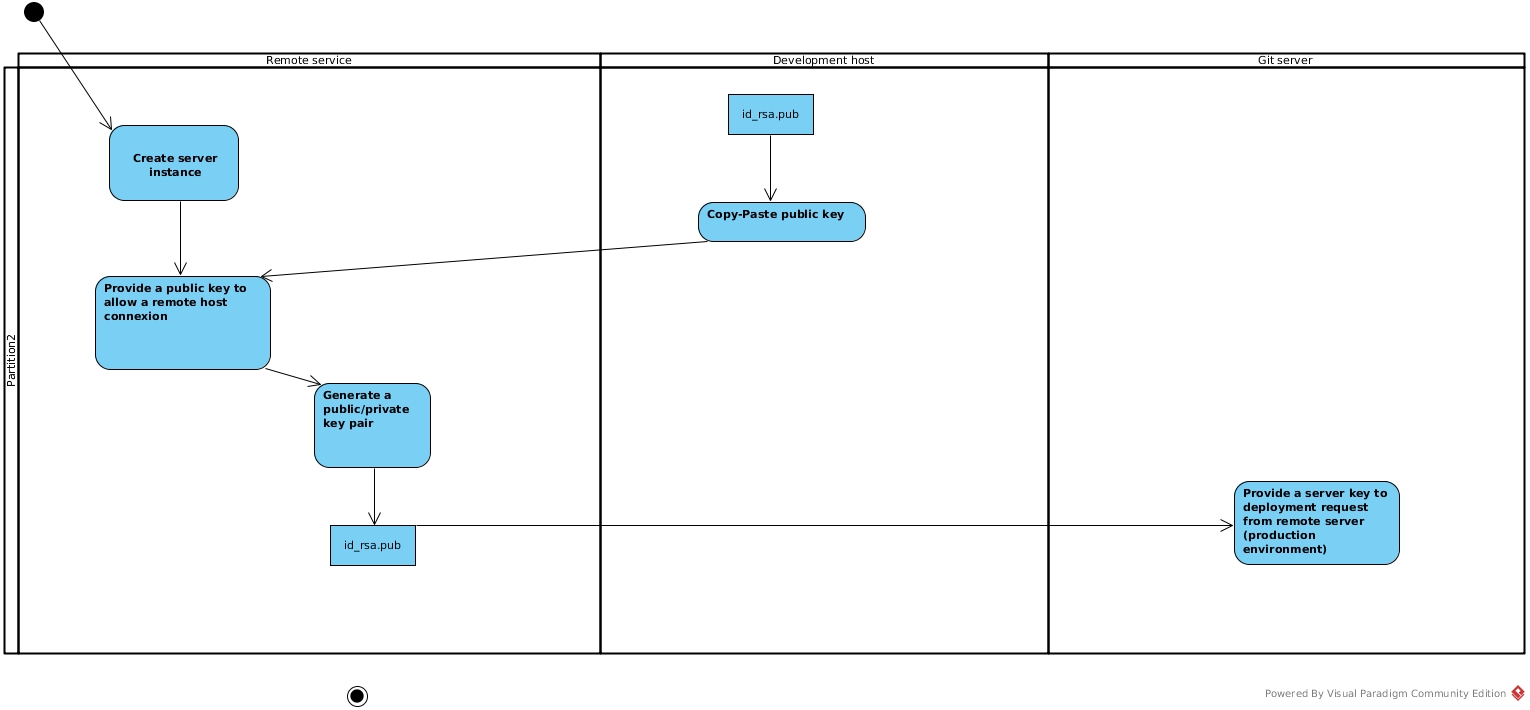 Remote service
Development host
Git server
Partition2
id_rsa.pub
Create server
instance
Copy-Paste public key
Provide a public key to
allow a remote host
connexion
Generate a
public/private
key pair
id_rsa.pub
Provide a server key to
deployment request
from remote server
(production
environment)
Powered By Visual Paradigm Community Edition